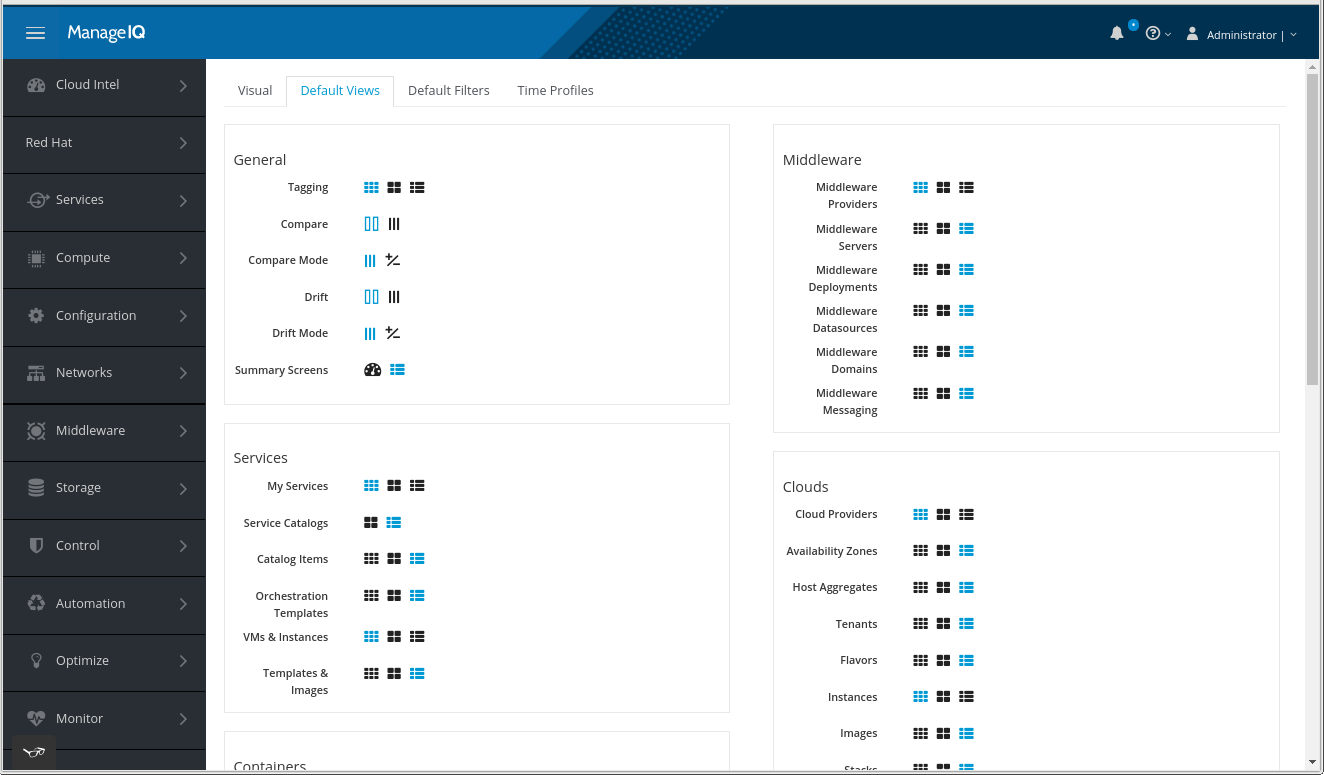 ManageIQ
Administrator |
Cloud Intel
Red Hat
Services
Compute
Configuration
Networks
Middleware
Storage
Control
Automation
Optimize
Monitor
Visual
Default Views
Default Filters
Time Profiles
General
Tagging
Compare
Compare Mode
Drift
Drift Mode
Summary Screens
Services
My Services
Service Catalogs
Catalog Items
Orchestration
Templates
VMs & Instances
Templates &
Images
Containers
Middleware
Middleware
Providers
Middleware
Servers
Middleware
Deployments
Middleware
Datasources
Middleware
Domains
Middleware
Messaging
Clouds
Cloud Providers
Availability Zones
Host Aggregates
Tenants
Flavors
Instances
Images
Stacks